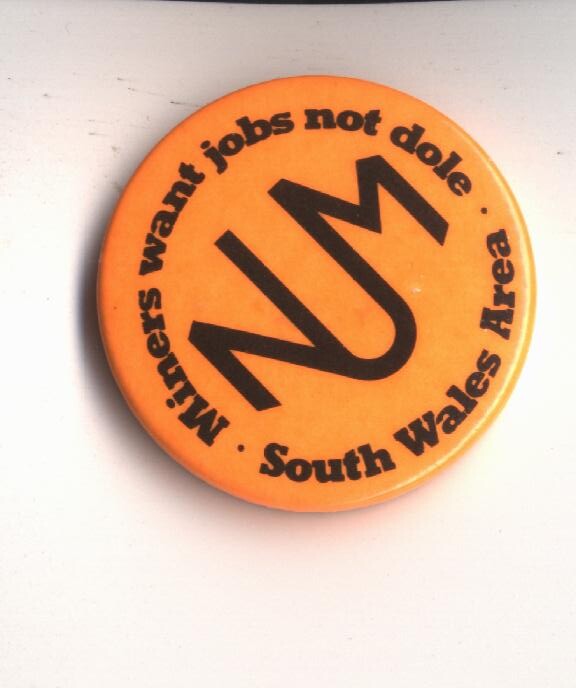 Miners want jobs not dole ·
NUM
South Wales Area ·